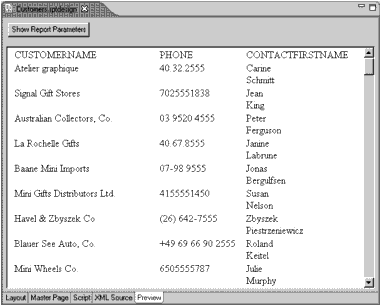 Customers.rptdesign
Show Report Parameters
CUSTOMERNAME PHONE CONTACTFIRSTNAME
Atelier graphique 40.32.2555 Carine
Schmitt
Signal Gift Stores 7025551838 Jean
King
Australian Collectors, Co. 03 9520 4555 Peter
Ferguson
La Rochelle Gifts 40.67.8555 Janine
Labrune
Baane Mini Imports 07-98 9555 Jonas
Bergulfsen
Mini Gifts Distributors Ltd. 4155551450 Susan
Nelson
Havel & Zbyszek Co (26) 642-7555 Zbyszek
Piestrzeniewicz
Blauer See Auto, Co. +49 69 66 90 2555 Roland
Keitel
Mini Wheels Co. 6505555787 Julie
Murphy
Layout Master Page Script XML Source Preview